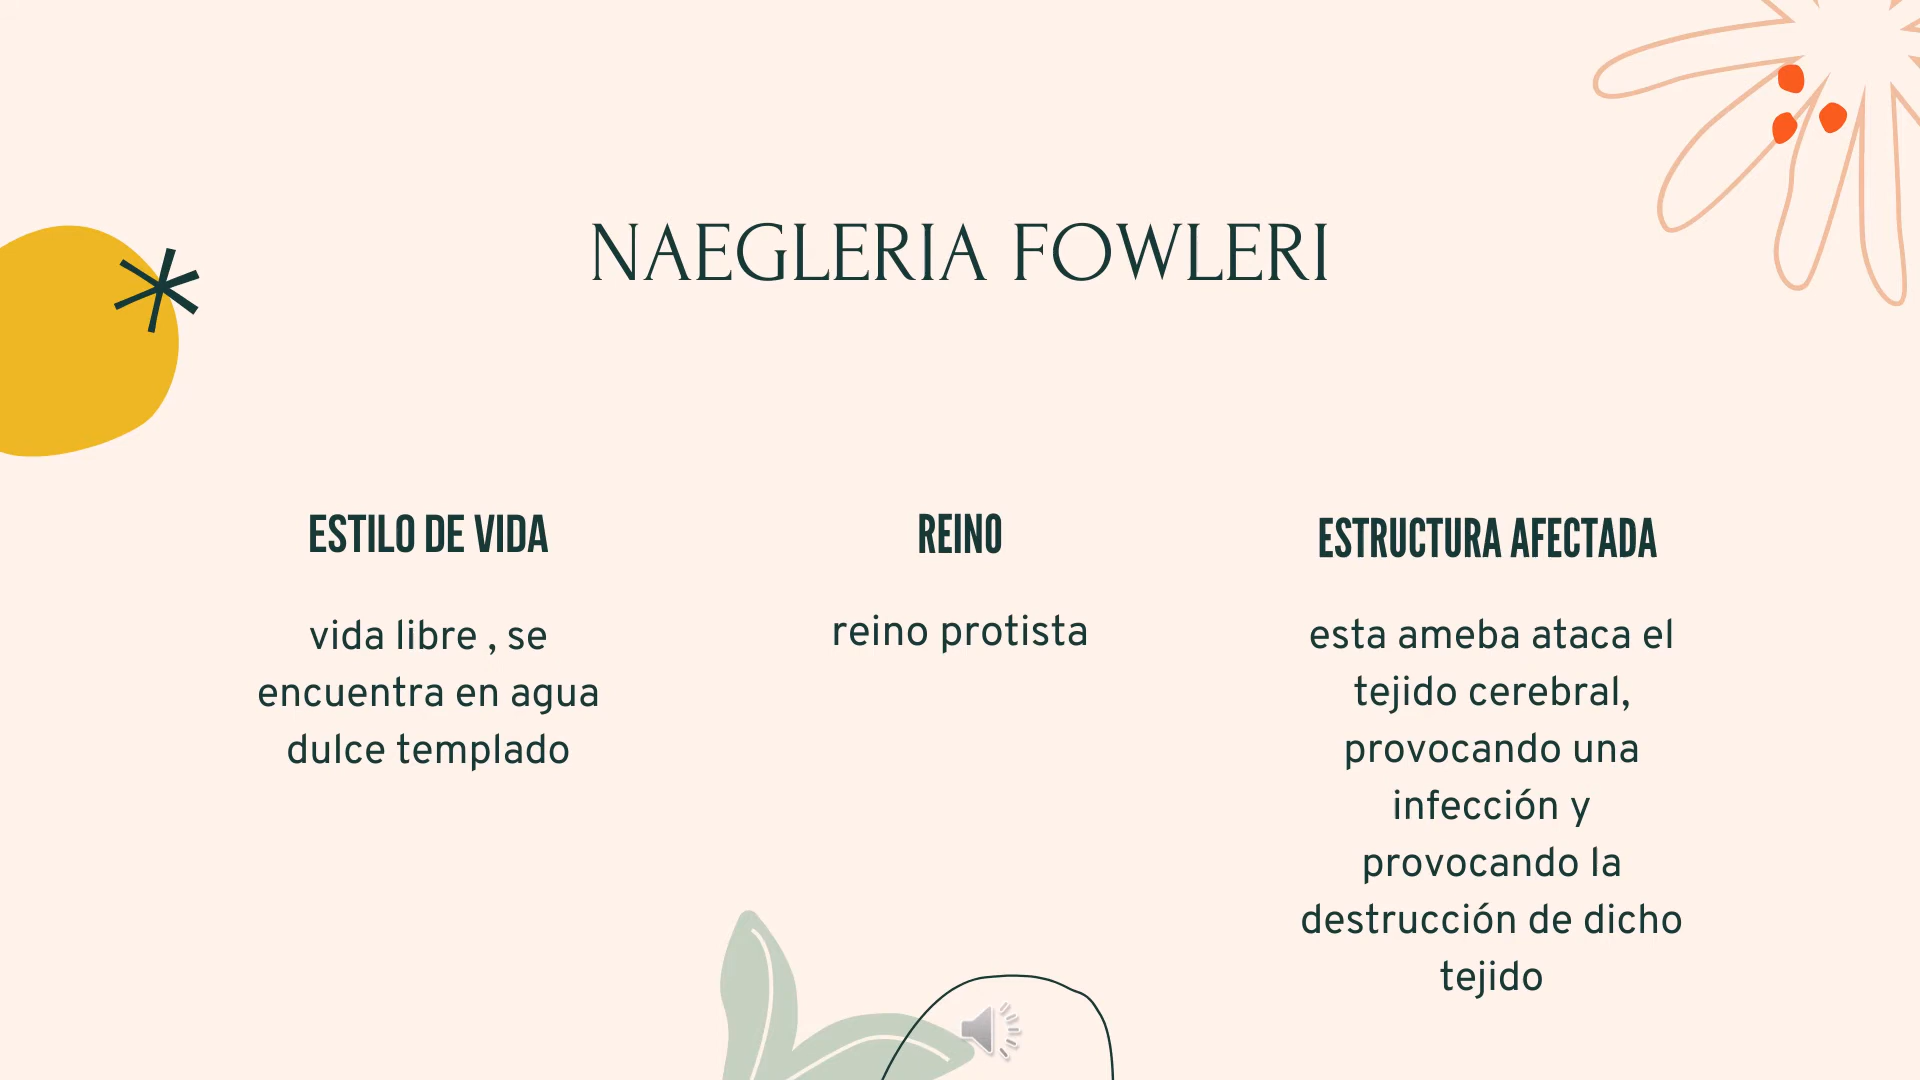 NAEGLERIA FOWLERI
ESTILO DE VIDA
vida libre , se
encuentra en agua
dulce templado
REINO
reino protista
ESTRUCTURA AFECTADA
esta ameba ataca el
tejido cerebral,
provocando una
infección y
provocando la
destrucción de dicho
tejido